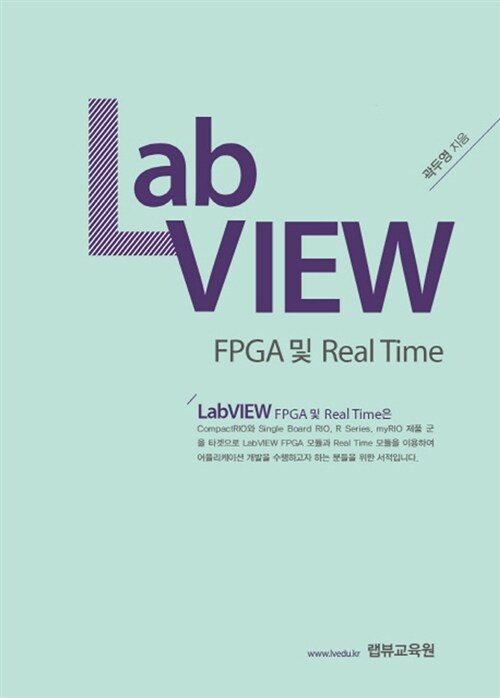 Lab
VIEW
곽두영 지음
FPGA 및 Real Time
LabVIEW FPGA 및 Real Time은
CompactRIO와 Single Board RIO, R Series, myRIO 제품 군
을 타겟으로 LabVIEW FPGA 모듈과 Real Time 모듈을 이용하여
어플리케이션 개발을 수행하고자 하는 분들을 위한 서적입니다.
www.lvedu.kr 랩뷰교육원